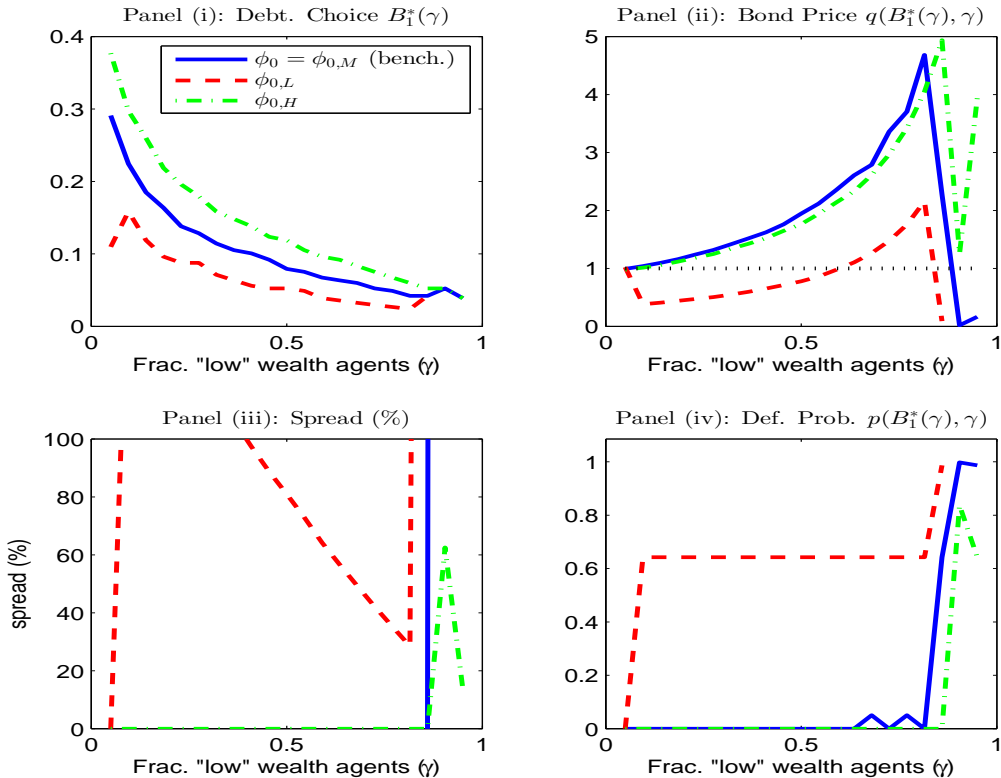 Panel (i): Debt. Choice B₁*(γ)
0.4
0.3
0.2
0.1
0
0
0.5
1
Frac. "low" wealth agents (γ)
ϕ₀ = ϕ₀,M (bench.)
ϕ₀,L
ϕ₀,H
Panel (ii): Bond Price q(B₁*(γ), γ)
5
4
3
2
1
0
0
0.5
1
Frac. "low" wealth agents (γ)
Panel (iii): Spread (%)
spread (%)
100
80
60
40
20
0
0
0.5
1
Frac. "low" wealth agents (γ)
Panel (iv): Def. Prob. p(B₁*(γ), γ)
1
0.8
0.6
0.4
0.2
0
0
0.5
1
Frac. "low" wealth agents (γ)